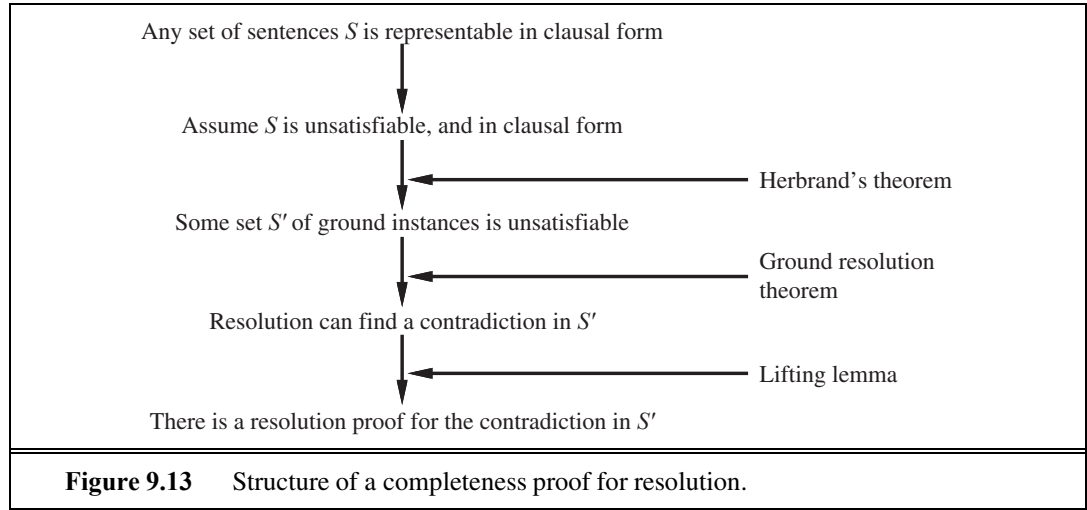 Any set of sentences S is representable in clausal form
Assume S is unsatisfiable, and in clausal form
Herbrand's theorem
Some set S′ of ground instances is unsatisfiable
Ground resolution
theorem
Resolution can find a contradiction in S′
Lifting lemma
There is a resolution proof for the contradiction in S′
Figure 9.13 Structure of a completeness proof for resolution.